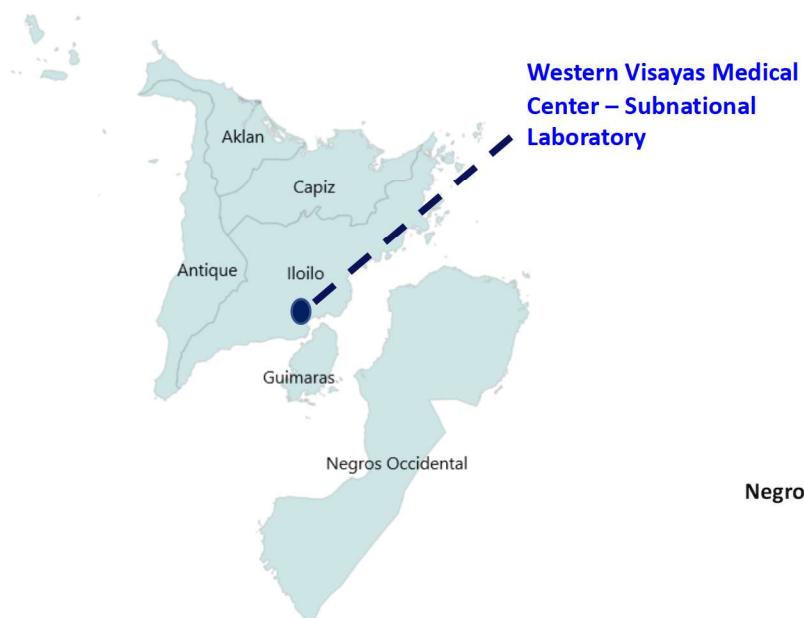 Western Visayas Medical
Center – Subnational
Laboratory
Aklan
Capiz
Antique
Iloilo
Guimaras
Negros Occidental
Negro